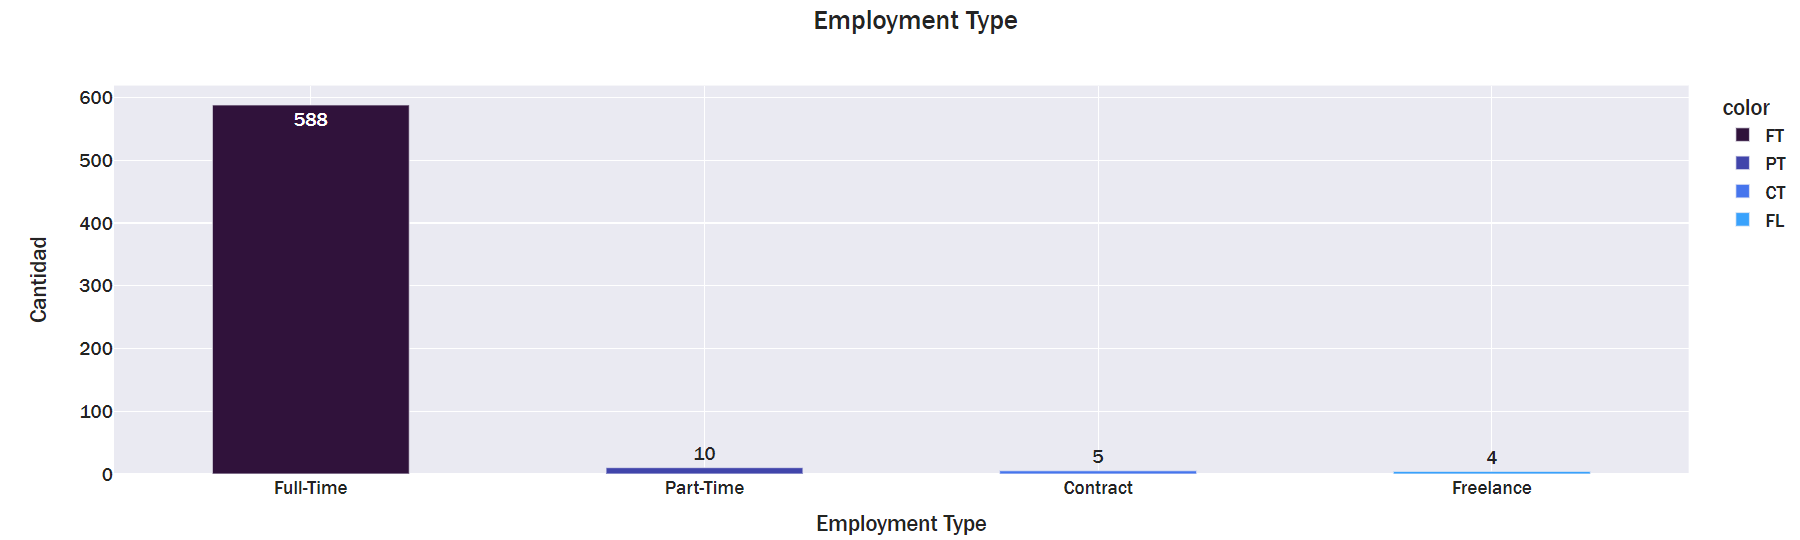 Employment Type
600
500
400
300
200
100
0
Cantidad
588
10
5
4
Full-Time
Part-Time
Contract
Freelance
Employment Type
color
FT
PT
CT
FL